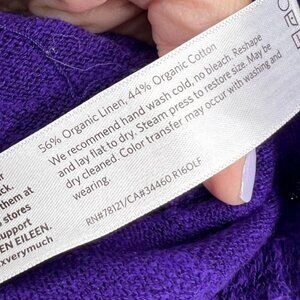 56% Organic Linen, 44% Organic Cotton
We recommend hand wash cold, no bleach. Reshape
and lay flat to dry. Steam press to restore size. May be
dry cleaned. Color transfer may occur with washing and
wearing.
RN#78121/CA#34460 R16OLF
ck.
them at
stores
upport
EN EILEEN.
xverymuch